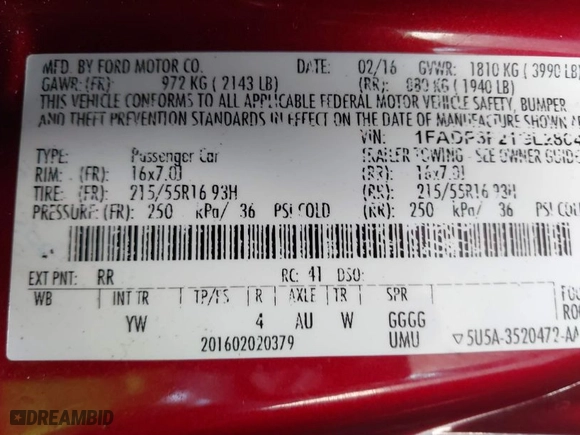 MFD. BY FORD MOTOR CO. DATE: 02/16 GVWR: 1810 KG ( 3990 LB)
GAWR: (FR): 972 KG ( 2143 LB) (RR): 880 KG ( 1940 LB)
THIS VEHICLE CONFORMS TO ALL APPLICABLE FEDERAL MOTOR VEHICLE SAFETY, BUMPER
AND THEFT PREVENTION STANDARDS IN EFFECT ON THE DATE OF MANUFACTURE SHOWN
VIN:
TYPE: Passenger Car TRAILER TOWING - SEE OWNER GUIDE
RIM: (FR) 16x7.0J (RR): 16x7.0J
TIRE: (FR) 215/55R16 93H (RR): 215/55R16 93H
PRESSURE: (FR): 250 kPa/ 36 PSI COLD (RR): 250 kPa/ 36
EXT PNT: RR RC: 41 DSO:
WB INT TR TP/PS R AXLE TR SPR
YW 4 AU W GGGG
201602020379 UMU ▽5U5A-3520472-AA
DREAMBID